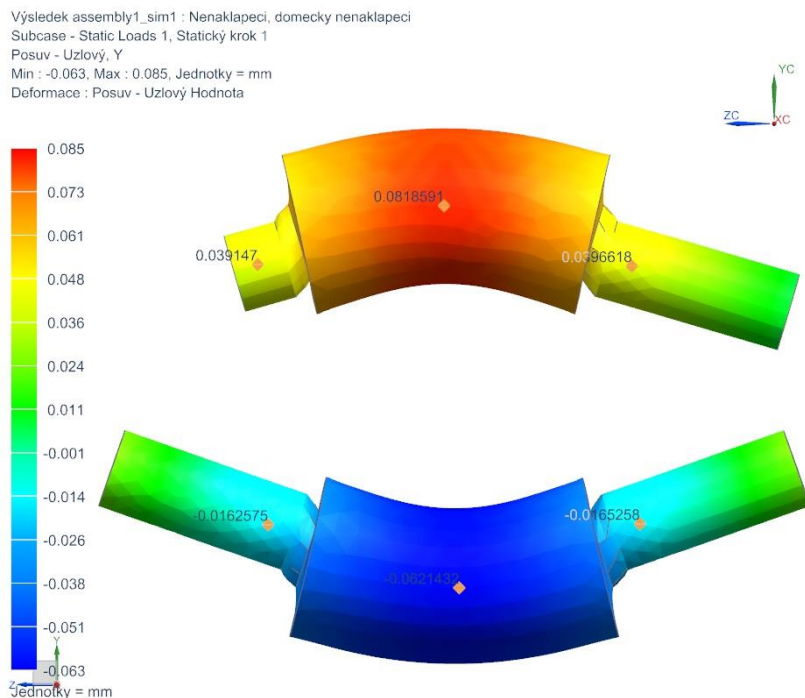 Výsledek assembly1_sim1 : Nenaklapeci, domecky nenaklapeci
Subcase - Static Loads 1, Statický krok 1
Posuv - Uzlový, Y
Min : -0.063, Max : 0.085, Jednotky = mm
Deformace : Posuv - Uzlový Hodnota
YC
ZC
XC
0.085
0.073
0.061
0.048
0.036
0.024
0.011
-0.001
-0.014
-0.026
-0.038
-0.051
-0.063
0.0818591
0.039147
0.0396618
-0.0162575
-0.0165258
-0.0621432
Y
Z
Jednotky = mm